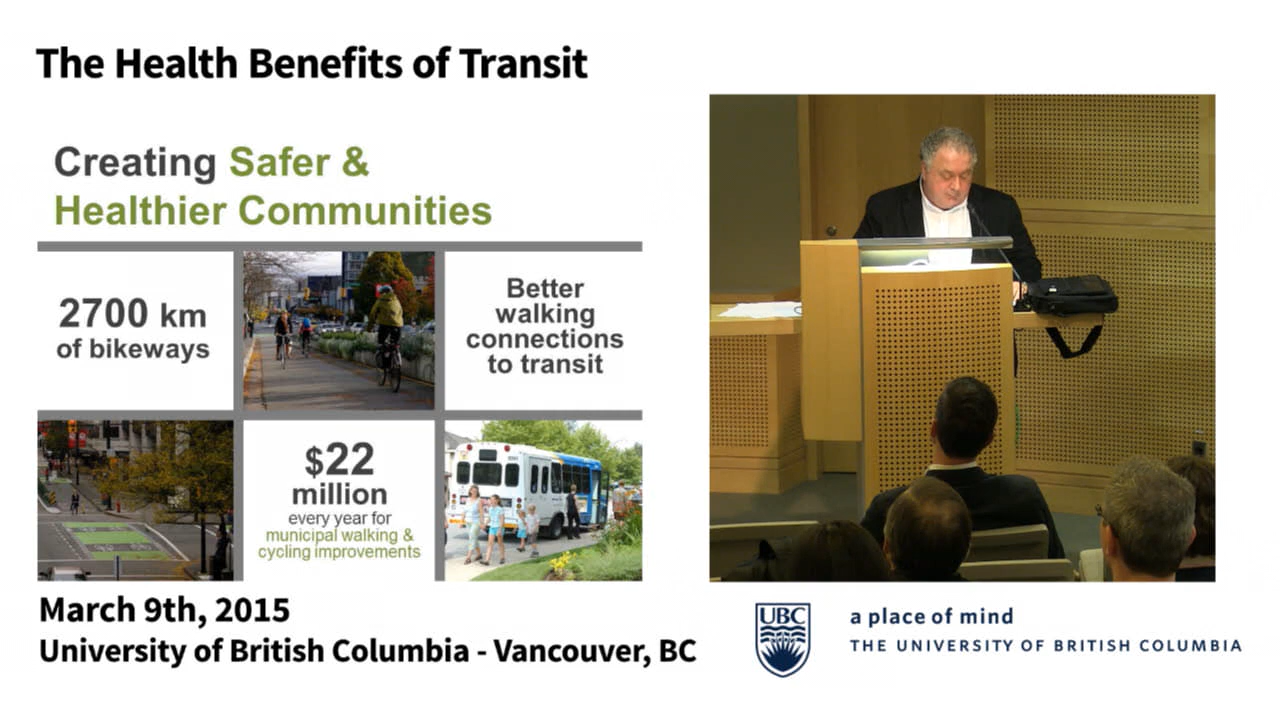 The Health Benefits of Transit
Creating Safer &
Healthier Communities
2700 km
of bikeways
Better
walking
connections
to transit
$22
million
every year for
municipal walking &
cycling improvements
March 9th, 2015
University of British Columbia - Vancouver, BC
UBC
a place of mind
THE UNIVERSITY OF BRITISH COLUMBIA